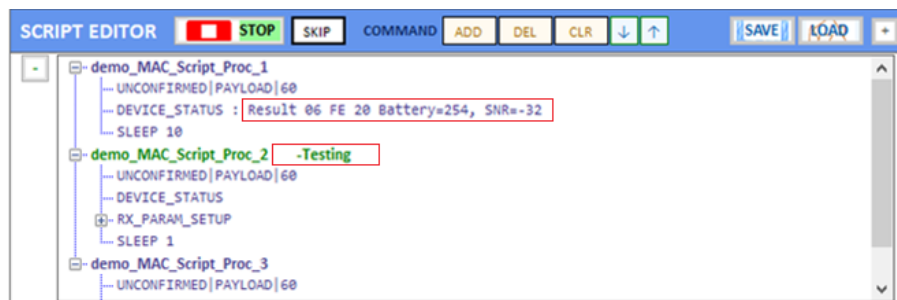 SCRIPT EDITOR STOP SKIP COMMAND ADD DEL CLR ↓ ↑ SAVE LOAD +
- demo_MAC_Script_Proc_1
UNCONFIRMED|PAYLOAD|60
DEVICE_STATUS : Result 06 FE 20 Battery=254, SNR=-32
SLEEP 10
demo_MAC_Script_Proc_2 -Testing
UNCONFIRMED|PAYLOAD|60
DEVICE_STATUS
RX_PARAM_SETUP
SLEEP 1
demo_MAC_Script_Proc_3
UNCONFIRMED|PAYLOAD|60